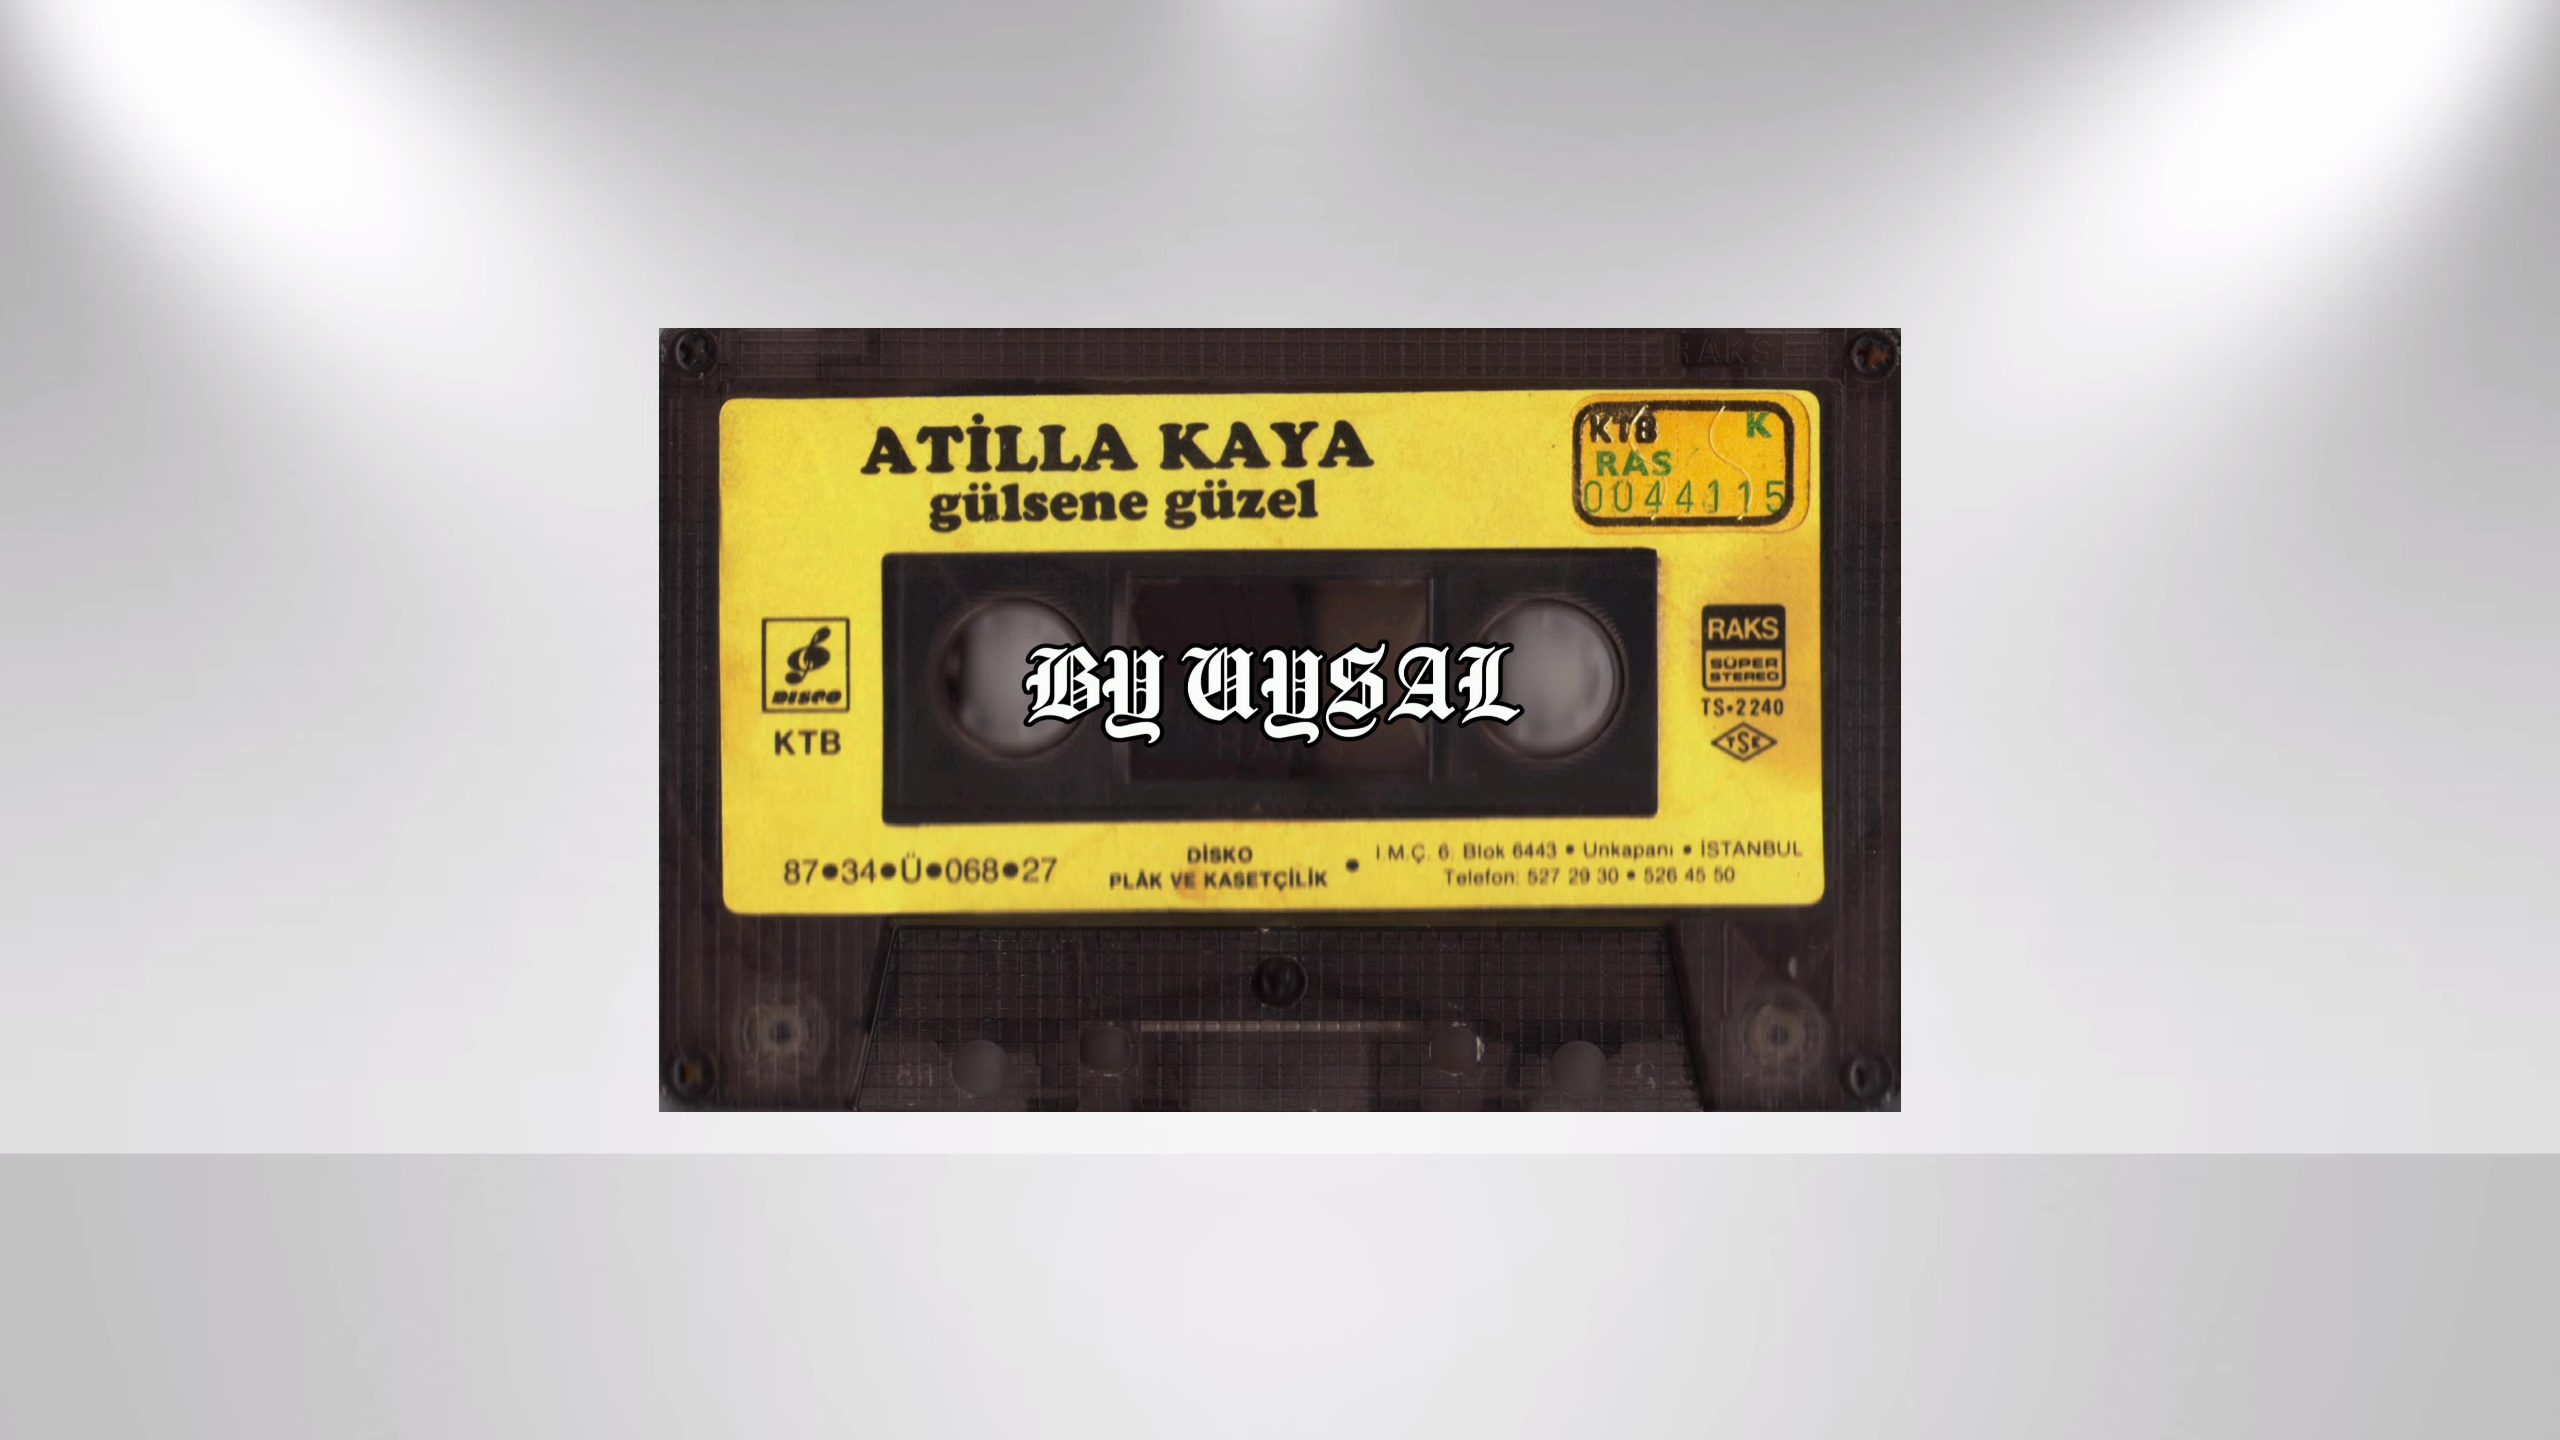 RAKS
ATİLLA KAYA
gülsene güzel
KTB K
RAS
0044115
BY UYSAL
DISCO
KTB
RAKS
SÜPER
STEREO
TS•2240
TSE
87•34•Ü•068•27
DİSKO
PLÂK VE KASETÇİLİK
•
İ.M.Ç. 6. Blok 6443 • Unkapanı • İSTANBUL
Telefon: 527 29 30 • 526 45 50